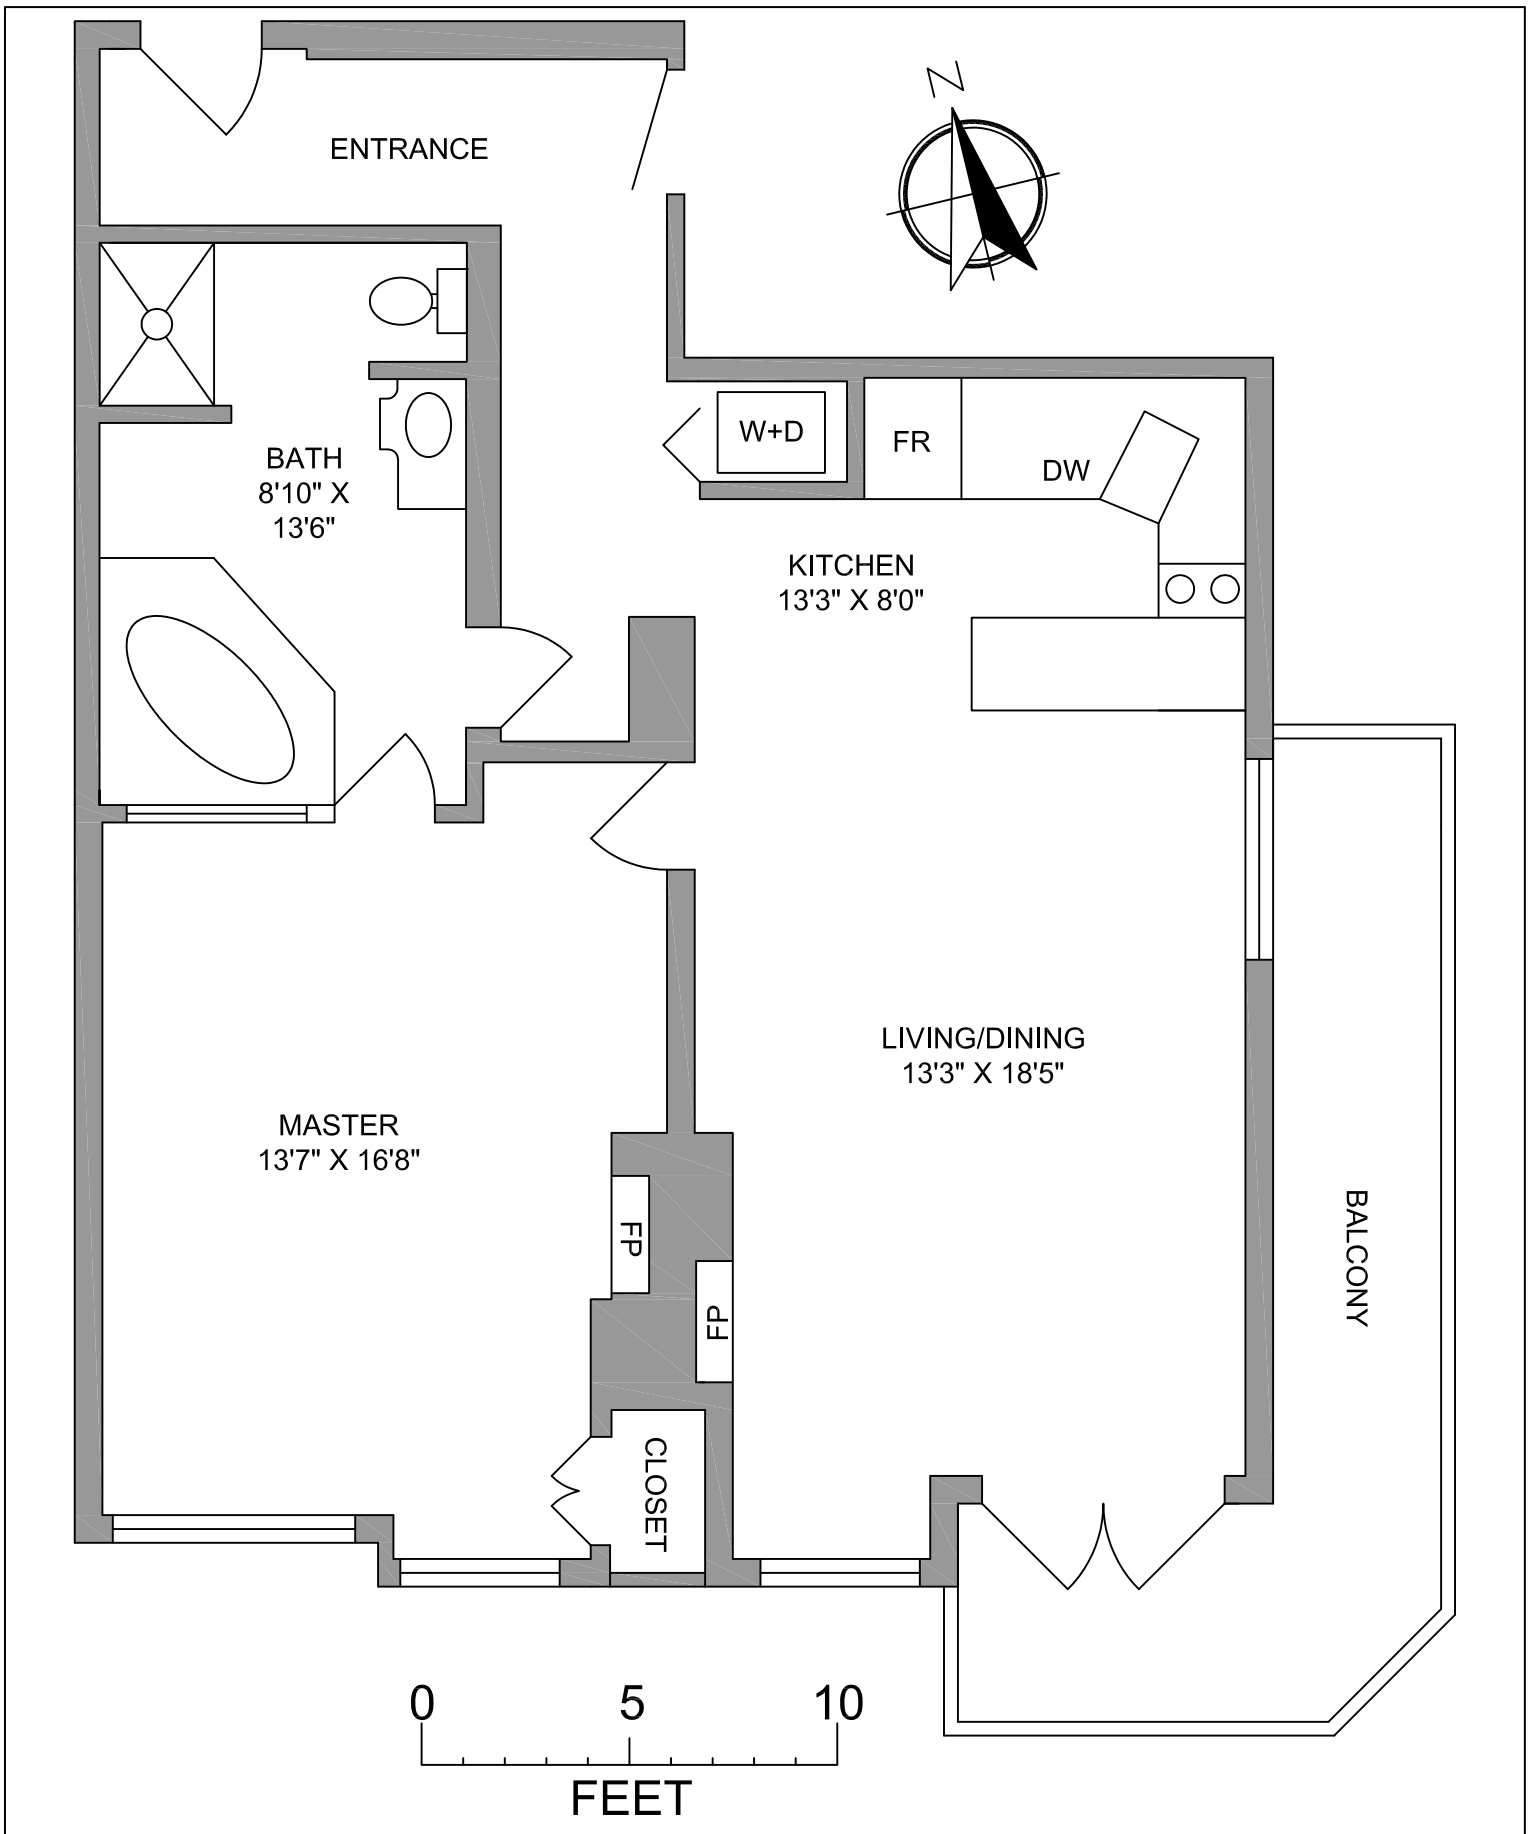 N
ENTRANCE
W+D
FR
DW
BATH
8'10" X
13'6"
KITCHEN
13'3" X 8'0"
LIVING/DINING
13'3" X 18'5"
MASTER
13'7" X 16'8"
FP
FP
BALCONY
CLOSET
0 5 10
FEET